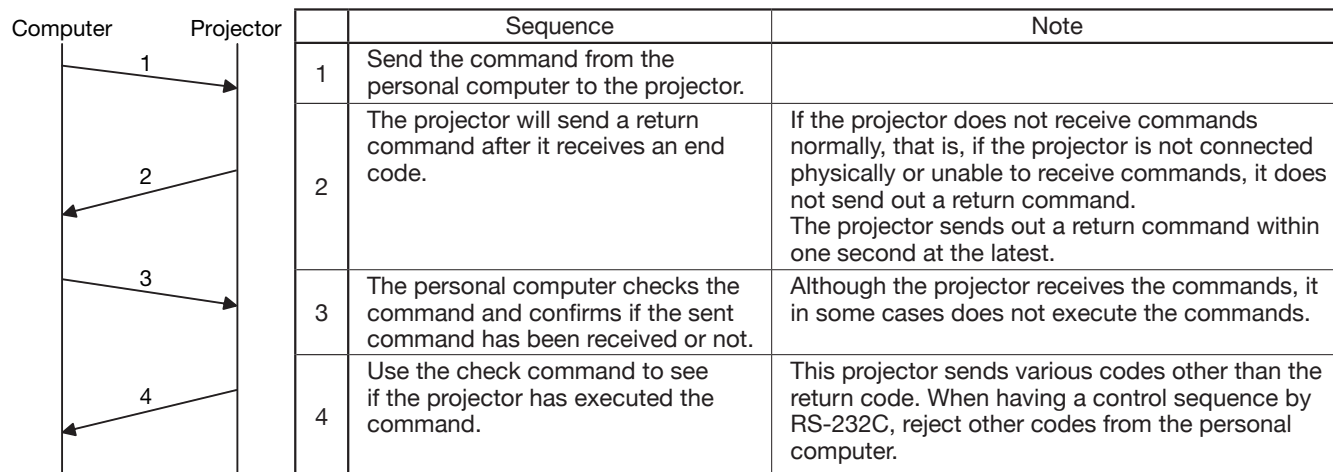 Computer Projector
1
2
3
4
Sequence Note
1
Send the command from the
personal computer to the projector.
2
The projector will send a return
command after it receives an end
code.
If the projector does not receive commands
normally, that is, if the projector is not connected
physically or unable to receive commands, it does
not send out a return command.
The projector sends out a return command within
one second at the latest.
3
The personal computer checks the
command and confirms if the sent
command has been received or not.
Although the projector receives the commands, it
in some cases does not execute the commands.
4
Use the check command to see
if the projector has executed the
command.
This projector sends various codes other than the
return code. When having a control sequence by
RS-232C, reject other codes from the personal
computer.